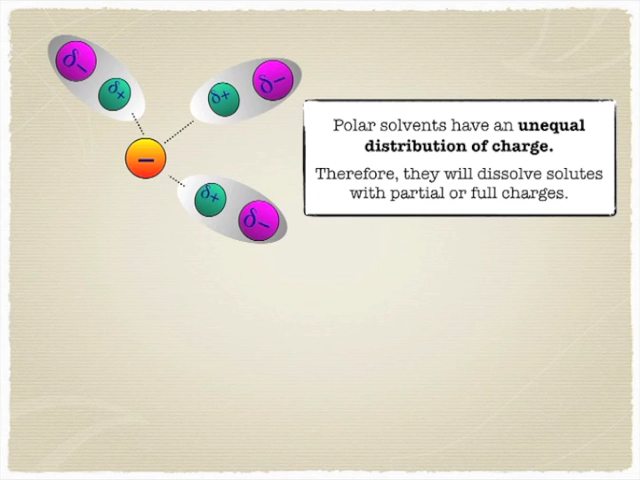 δ−
δ+
δ+
δ−
−
δ+
δ−
Polar solvents have an unequal
distribution of charge.
Therefore, they will dissolve solutes
with partial or full charges.